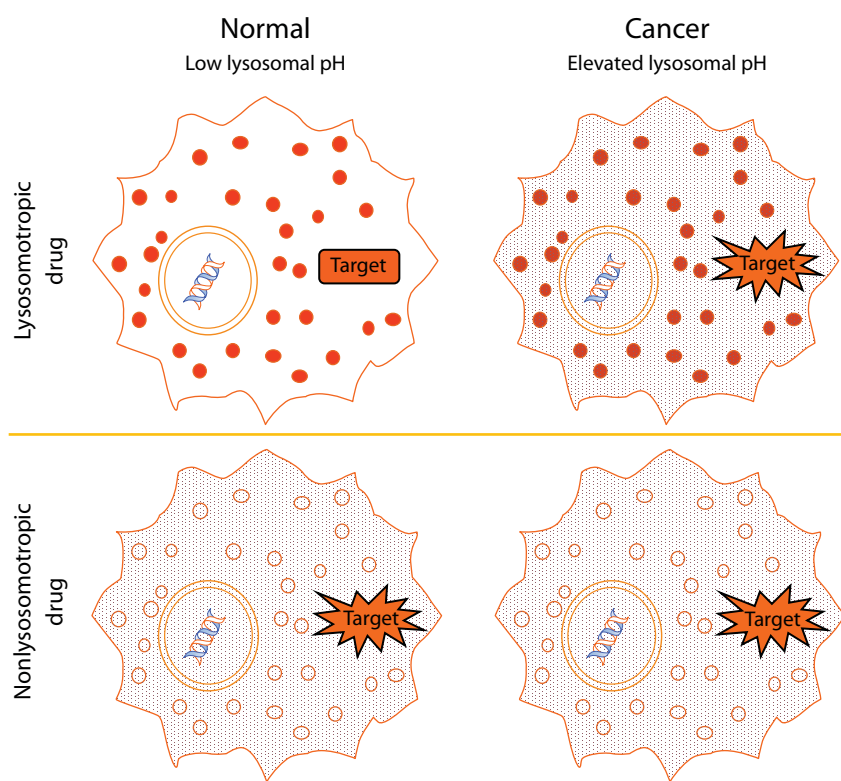 Normal
Low lysosomal pH
Cancer
Elevated lysosomal pH
Lysosomotropic
drug
Target
Target
Nonlysosomotropic
drug
Target
Target